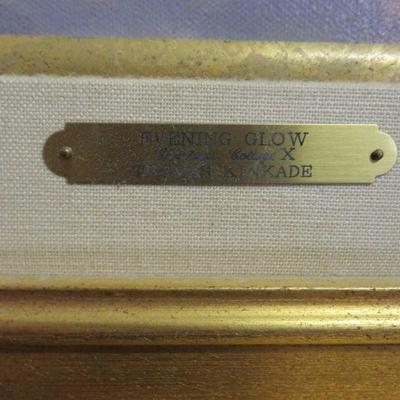 EVENING GLOW
Cottage X
THOMAS KINKADE